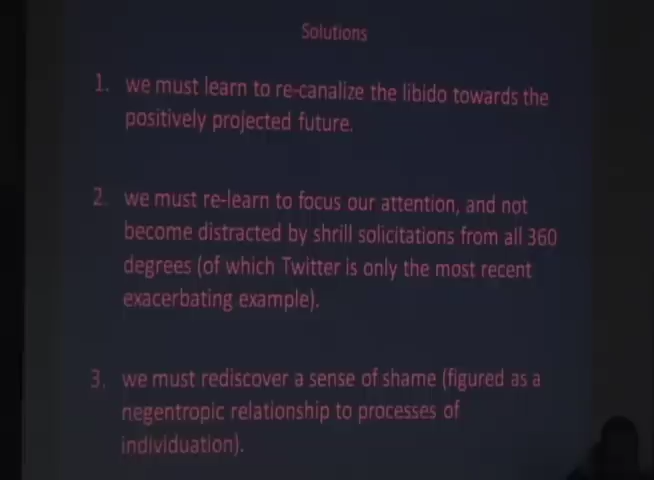 Solutions
1. we must learn to re-canalize the libido towards the
positively projected future.
2. we must re-learn to focus our attention, and not
become distracted by shrill solicitations from all 360
degrees (of which Twitter is only the most recent
exacerbating example).
3. we must rediscover a sense of shame (figured as a
negentropic relationship to processes of
individuation).